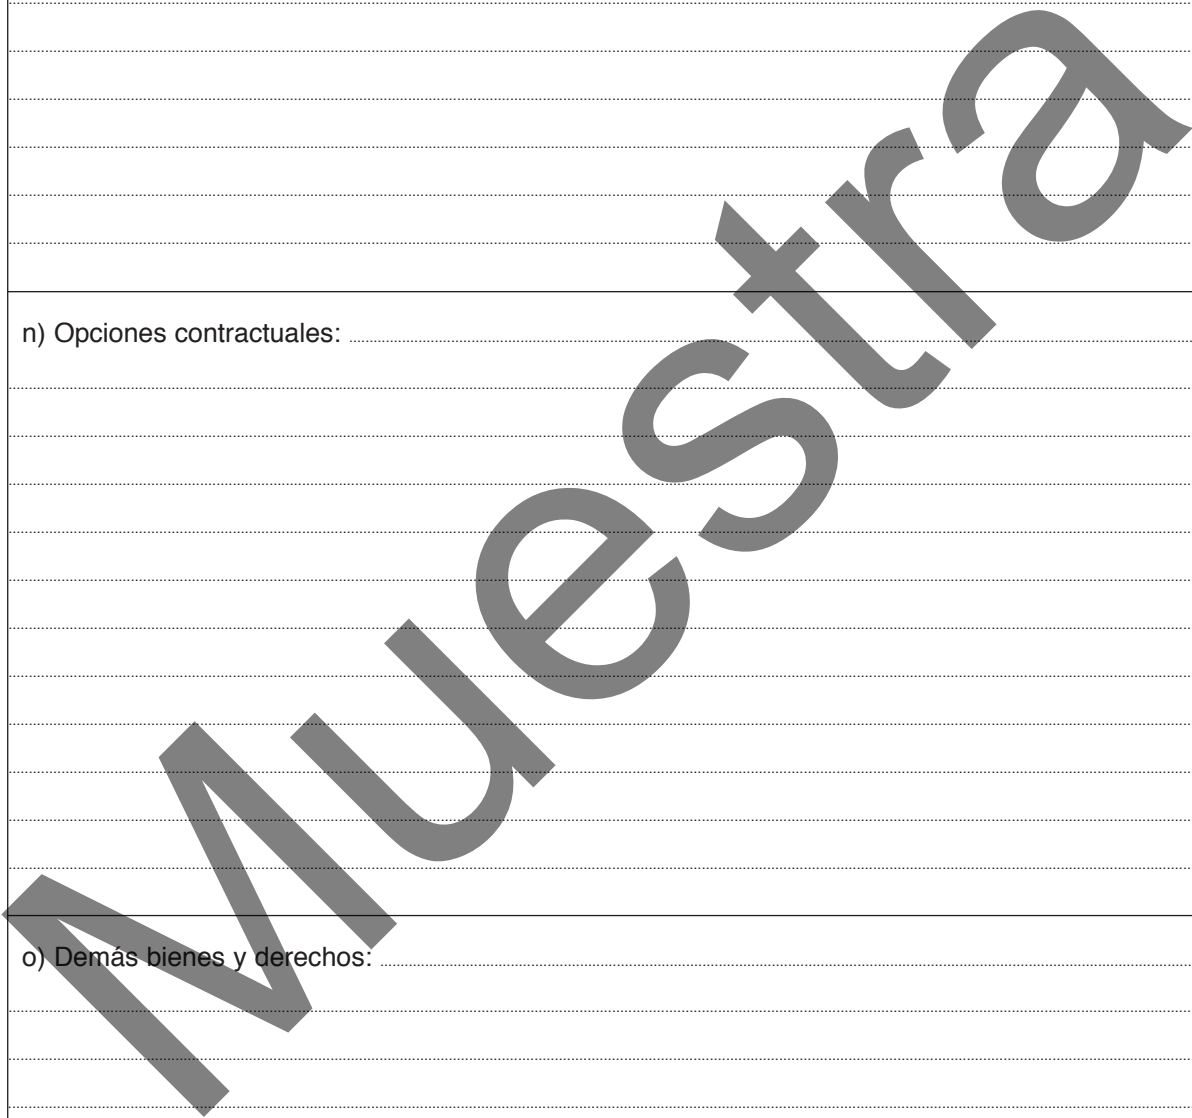 n) Opciones contractuales:
o) Demás bienes y derechos:
Muestra